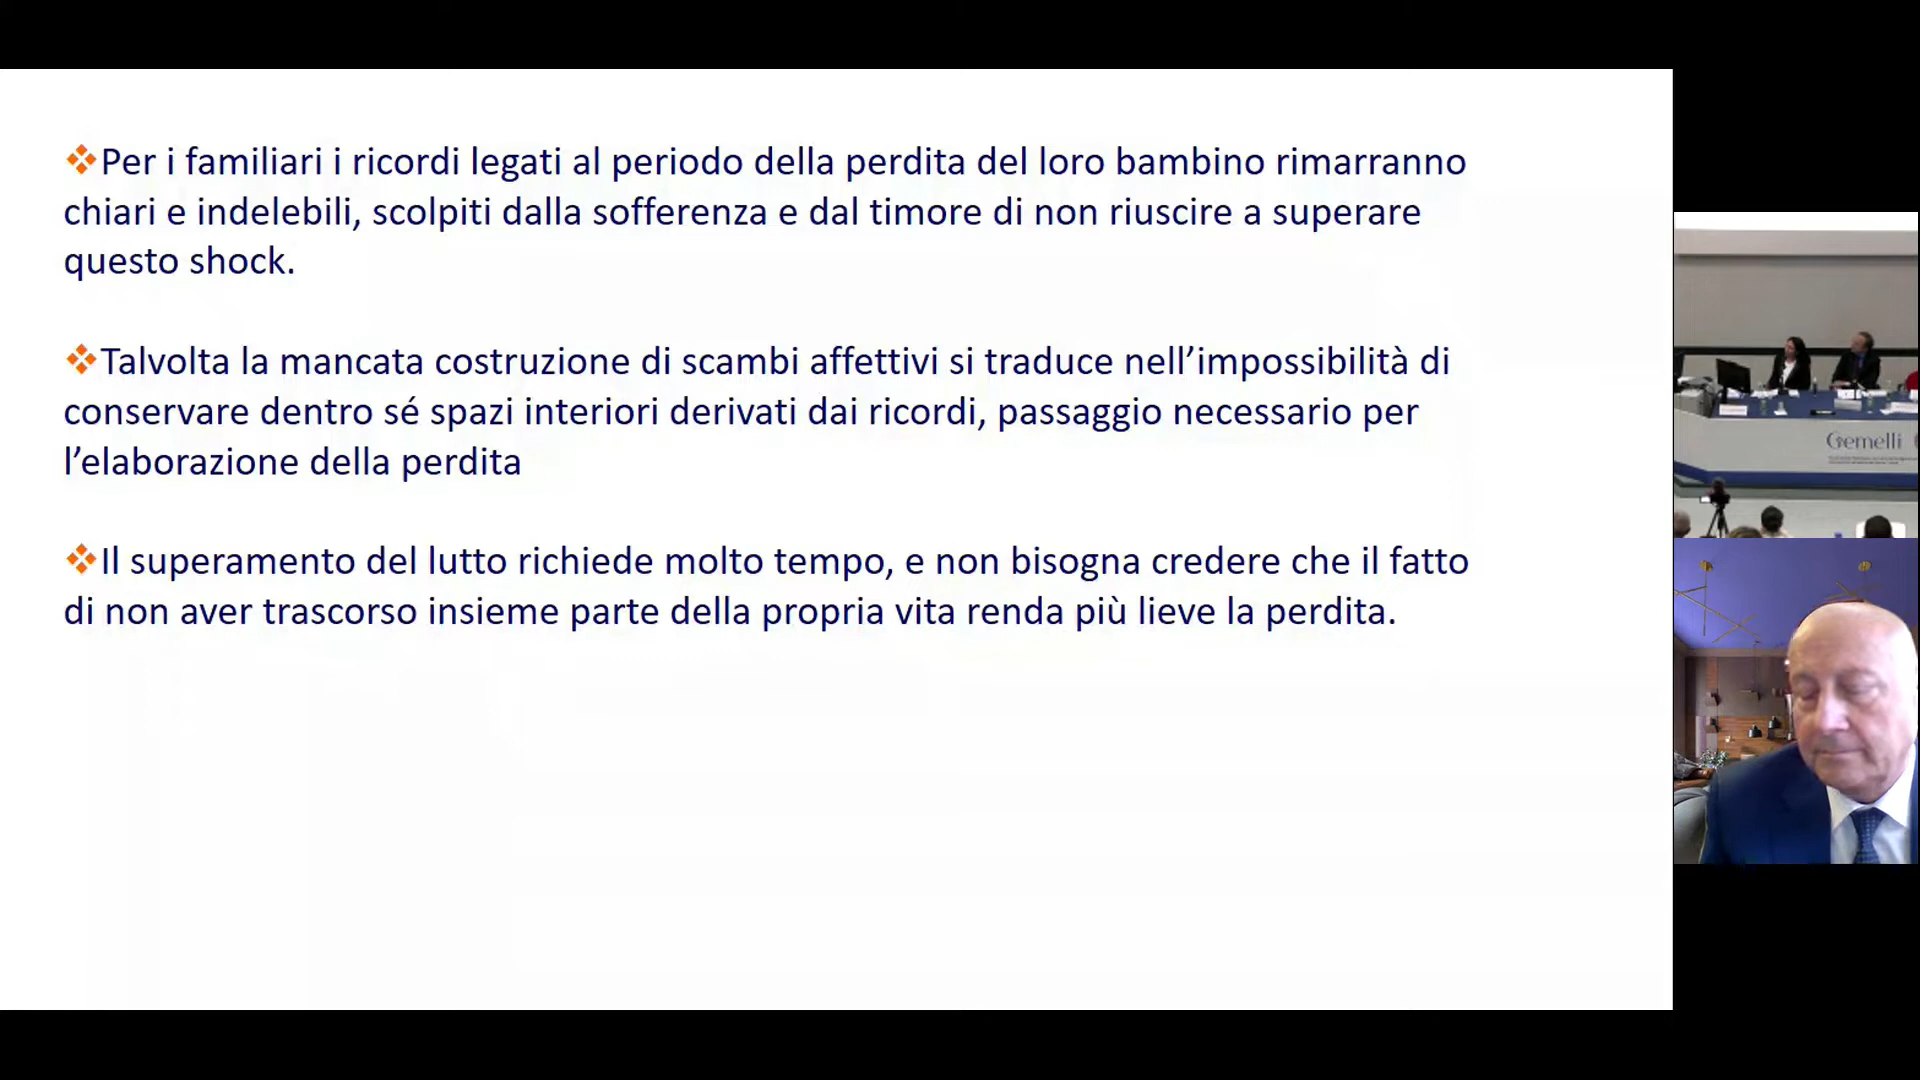 ❖Per i familiari i ricordi legati al periodo della perdita del loro bambino rimarranno
chiari e indelebili, scolpiti dalla sofferenza e dal timore di non riuscire a superare
questo shock.
❖Talvolta la mancata costruzione di scambi affettivi si traduce nell’impossibilità di
conservare dentro sé spazi interiori derivati dai ricordi, passaggio necessario per
l’elaborazione della perdita
❖Il superamento del lutto richiede molto tempo, e non bisogna credere che il fatto
di non aver trascorso insieme parte della propria vita renda più lieve la perdita.
Gemelli